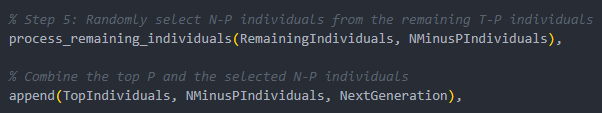 % Step 5: Randomly select N-P individuals from the remaining T-P individuals
process_remaining_individuals(RemainingIndividuals, NMinusPIndividuals),
% Combine the top P and the selected N-P individuals
append(TopIndividuals, NMinusPIndividuals, NextGeneration),